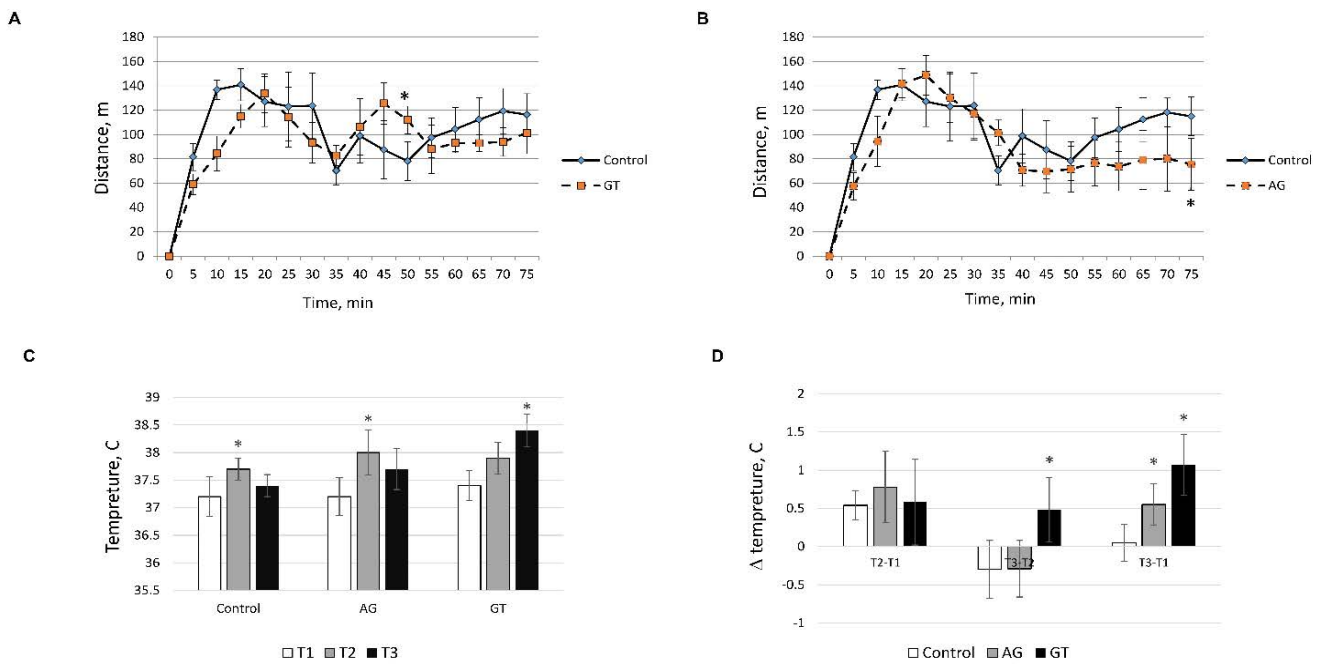 A
180
160
140
120
100
80
60
40
20
0
Distance, m
*
0 5 10 15 20 25 30 35 40 45 50 55 60 65 70 75
Time, min
Control
GT
B
180
160
140
120
100
80
60
40
20
0
Distance, m
*
0 5 10 15 20 25 30 35 40 45 50 55 60 65 70 75
Time, min
Control
AG
C
39
38.5
38
37.5
37
36.5
36
35.5
Tempreture, C
* * *
Control AG GT
T1 T2 T3
D
2
1.5
1
0.5
0
-0.5
-1
Δ tempreture, C
* * *
T2-T1 T3-T2 T3-T1
Control AG GT